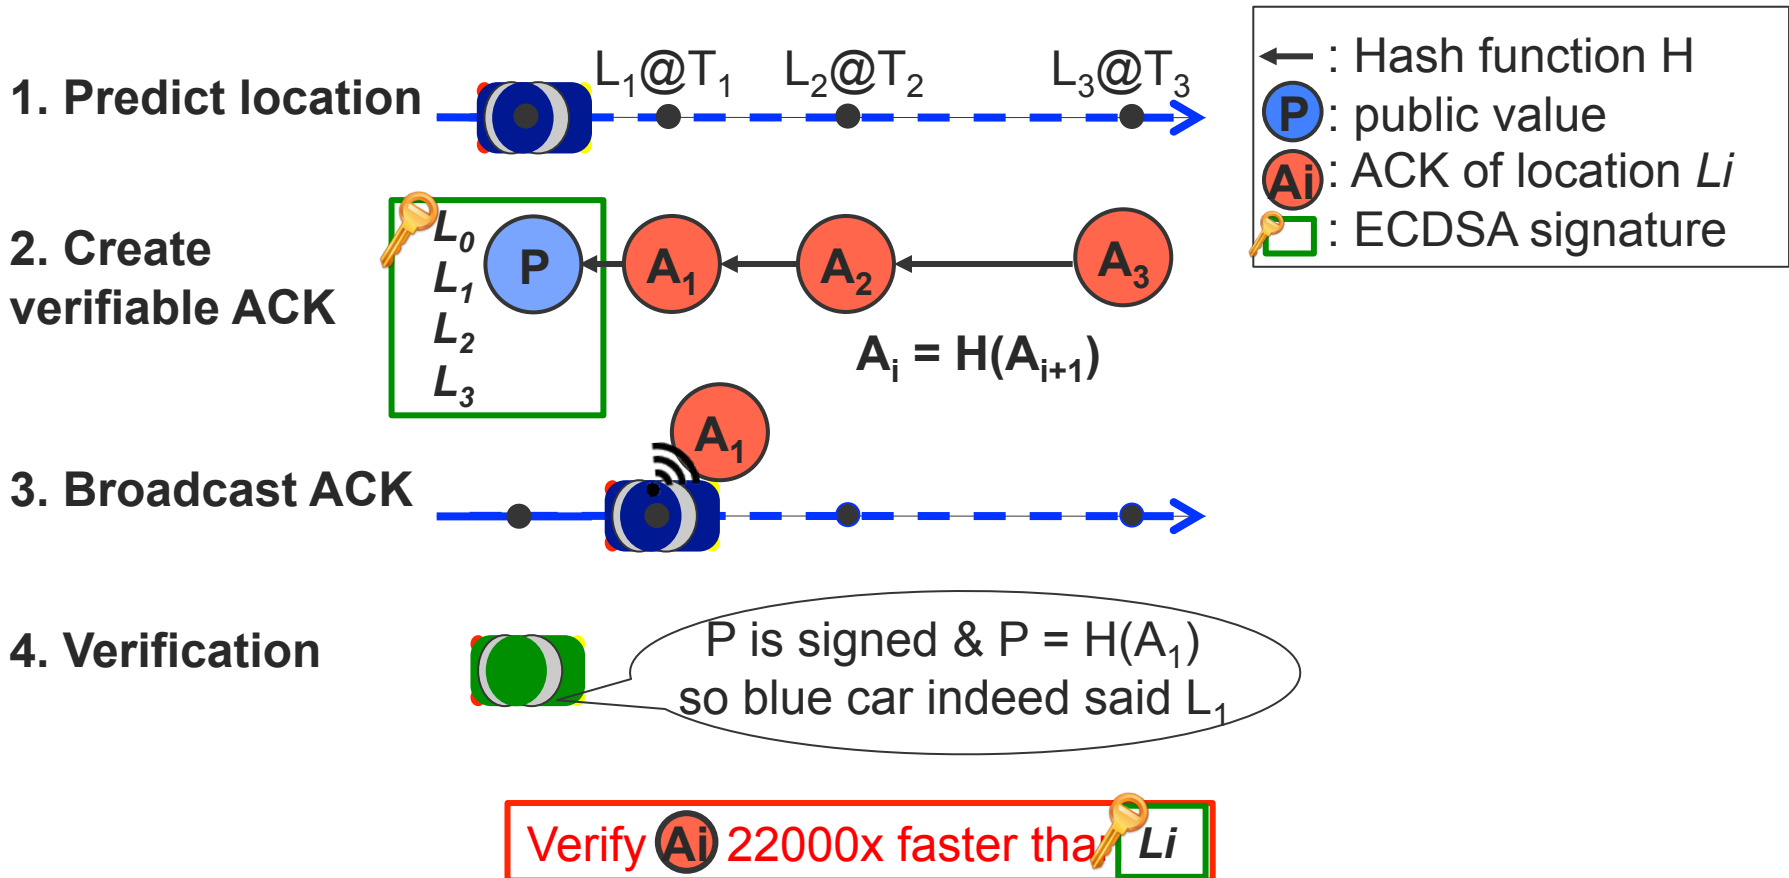 1. Predict location
L₁@T₁
L₂@T₂
L₃@T₃
: Hash function H
P : public value
Ai : ACK of location Li
: ECDSA signature
2. Create
verifiable ACK
L₀
L₁
L₂
L₃
P
A₁
A₂
A₃
Aᵢ = H(Aᵢ₊₁)
3. Broadcast ACK
A₁
4. Verification
P is signed & P = H(A₁)
so blue car indeed said L₁
Verify Ai 22000x faster tha Li